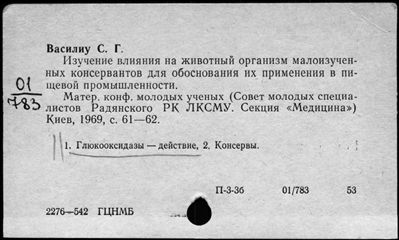 Василиу С. Г.
Изучение влияния на животный организм малоизучен-
ных консервантов для обоснования их применения в пи-
щевой промышленности.
01
783
Матер. конф. молодых ученых (Совет молодых специа-
листов Радянского РК ЛКСМУ. Секция «Медицина»)
Киев, 1969, с. 61—62.
1. Глюкооксидазы — действие, 2. Консервы.
П-3-3б 01/783 53
2276—542 ГЦНМБ